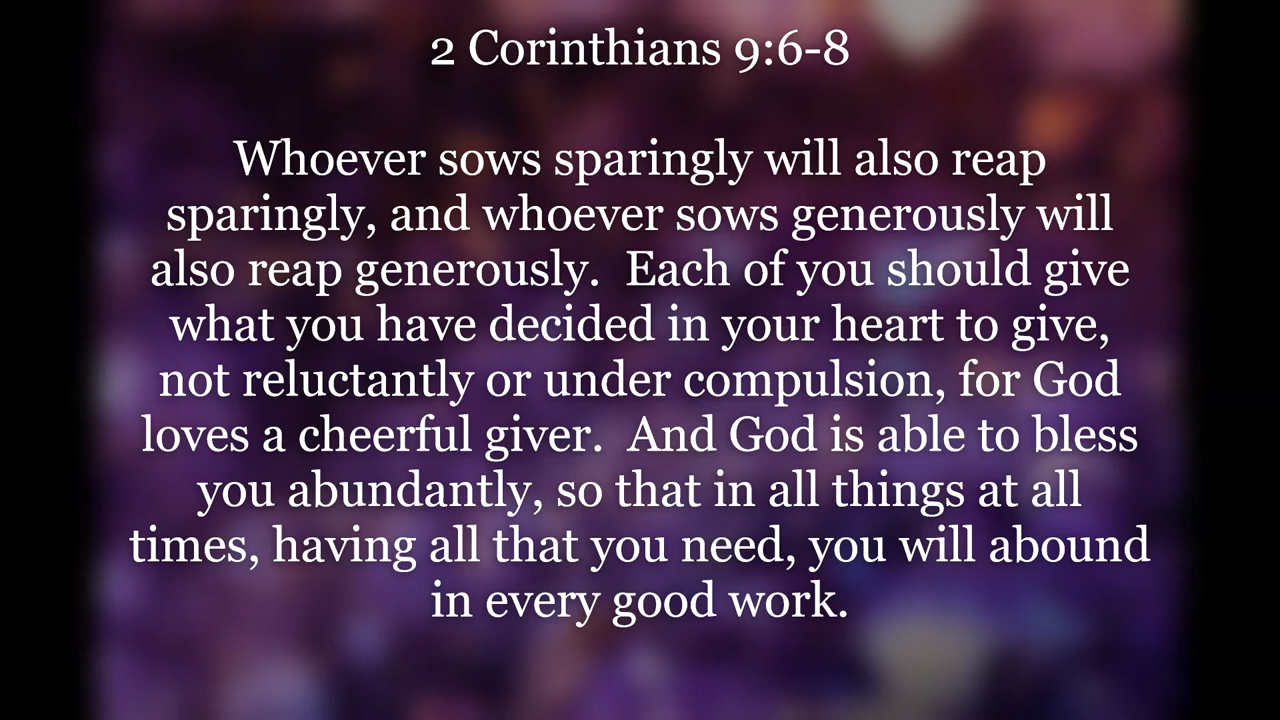 2 Corinthians 9:6-8
Whoever sows sparingly will also reap
sparingly, and whoever sows generously will
also reap generously.  Each of you should give
what you have decided in your heart to give,
not reluctantly or under compulsion, for God
loves a cheerful giver.  And God is able to bless
you abundantly, so that in all things at all
times, having all that you need, you will abound
in every good work.